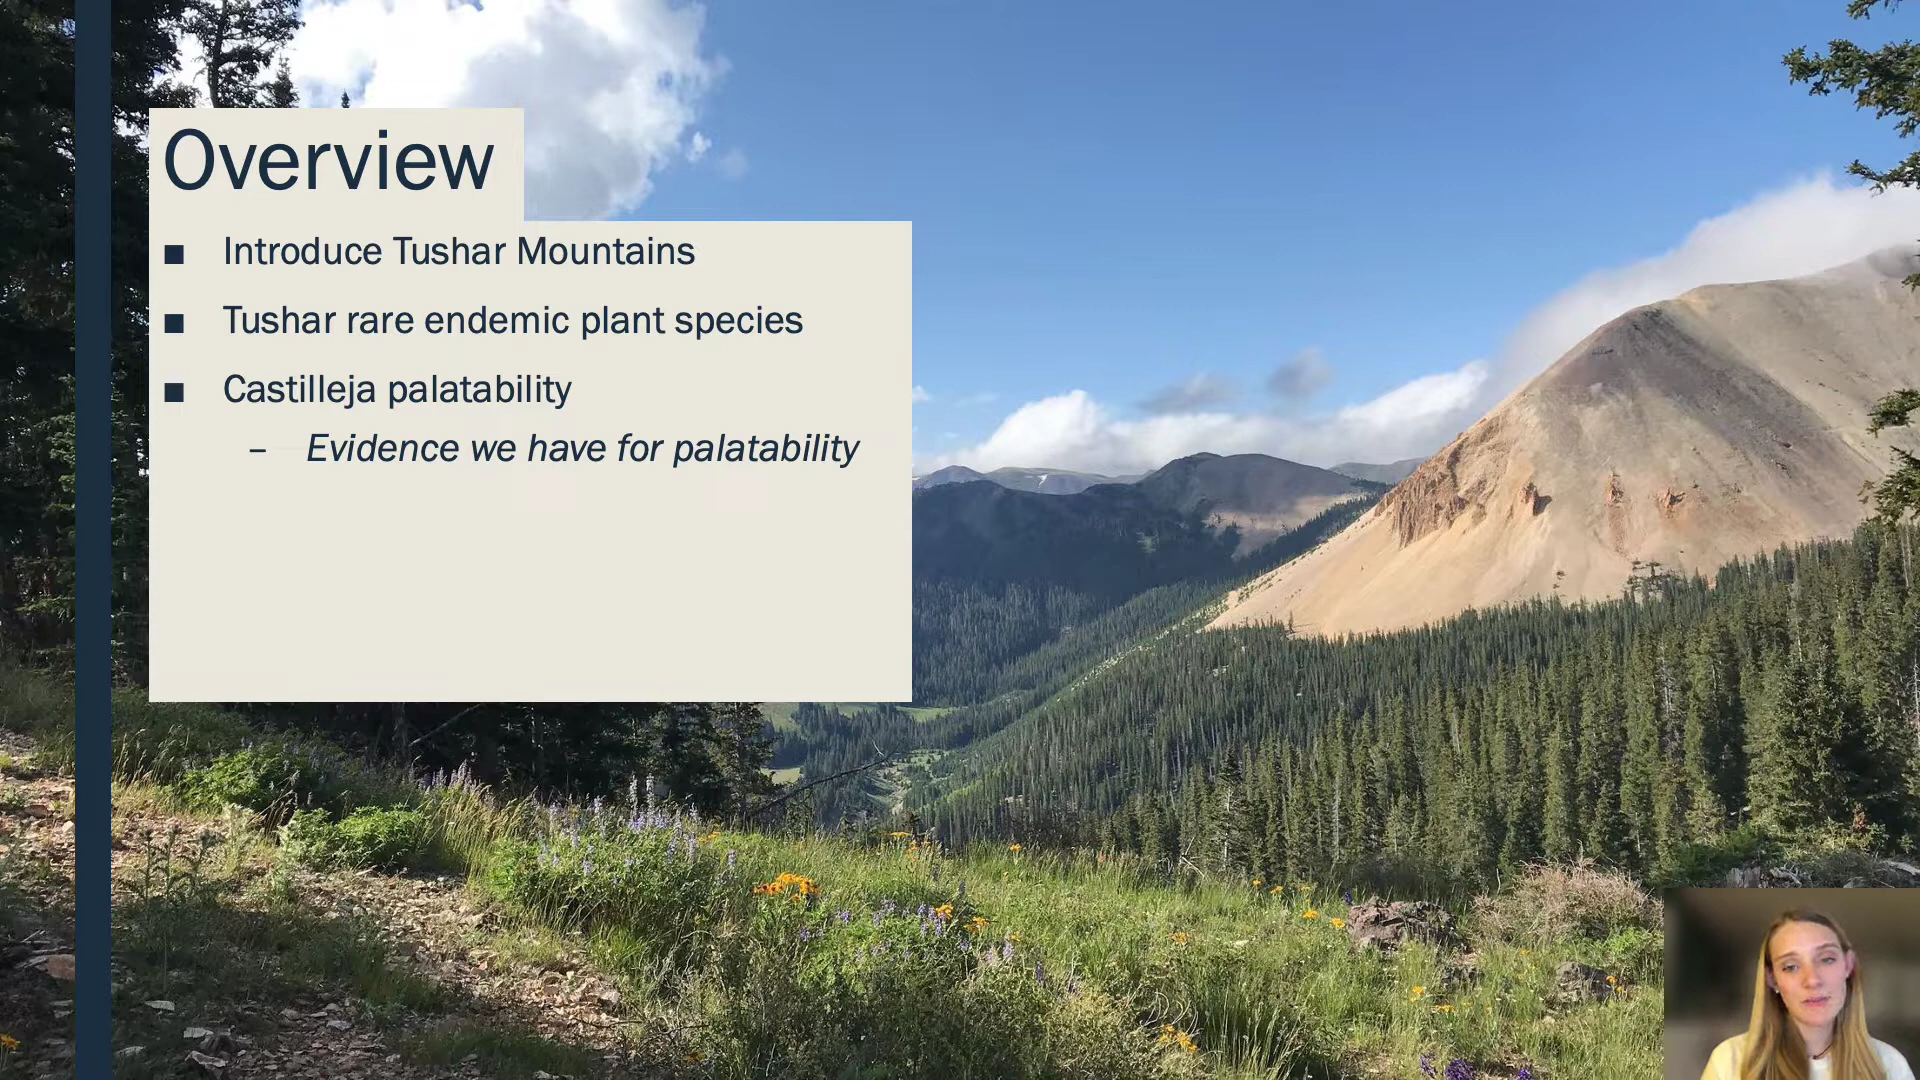 Overview
■ Introduce Tushar Mountains
■ Tushar rare endemic plant species
■ Castilleja palatability
– Evidence we have for palatability